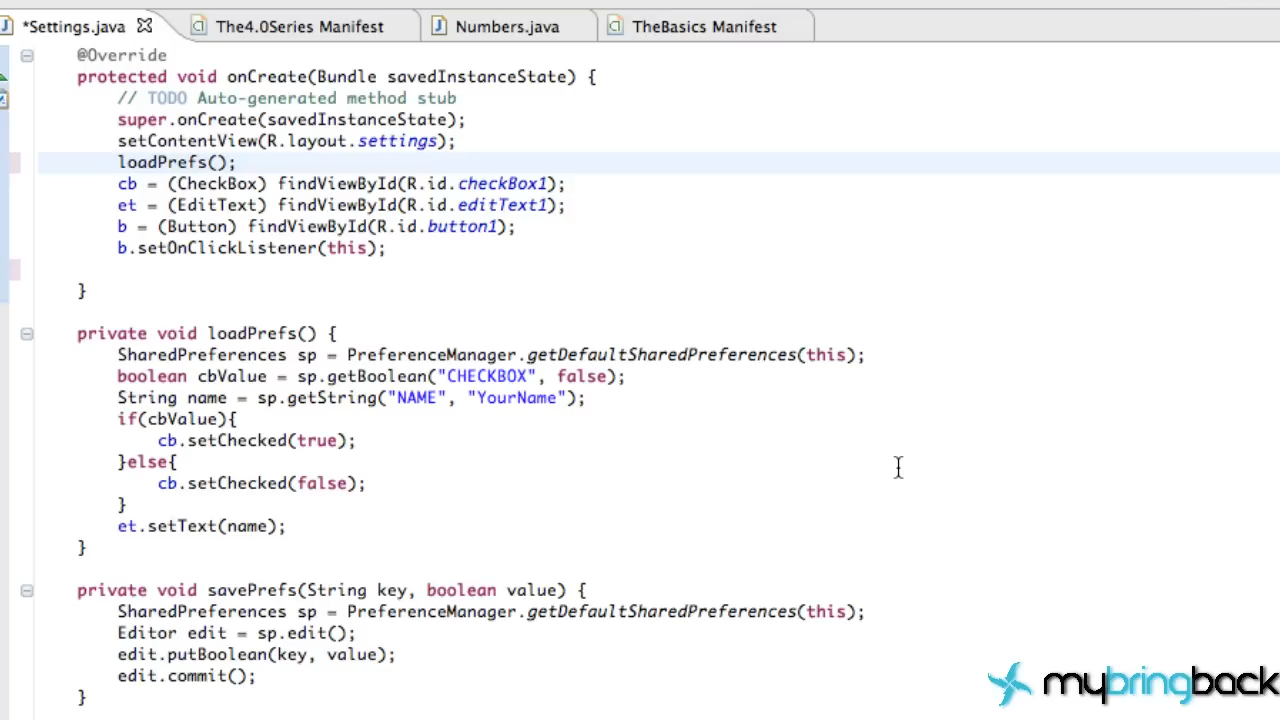 *Settings.java
The4.0Series Manifest
Numbers.java
TheBasics Manifest
@Override
protected void onCreate(Bundle savedInstanceState) {
// TODO Auto-generated method stub
super.onCreate(savedInstanceState);
setContentView(R.layout.settings);
loadPrefs();
cb = (CheckBox) findViewById(R.id.checkBox1);
et = (EditText) findViewById(R.id.editText1);
b = (Button) findViewById(R.id.button1);
b.setOnClickListener(this);
}
private void loadPrefs() {
SharedPreferences sp = PreferenceManager.getDefaultSharedPreferences(this);
boolean cbValue = sp.getBoolean("CHECKBOX", false);
String name = sp.getString("NAME", "YourName");
if(cbValue){
cb.setChecked(true);
}else{
cb.setChecked(false);
}
et.setText(name);
}
private void savePrefs(String key, boolean value) {
SharedPreferences sp = PreferenceManager.getDefaultSharedPreferences(this);
Editor edit = sp.edit();
edit.putBoolean(key, value);
edit.commit();
}
mybringback